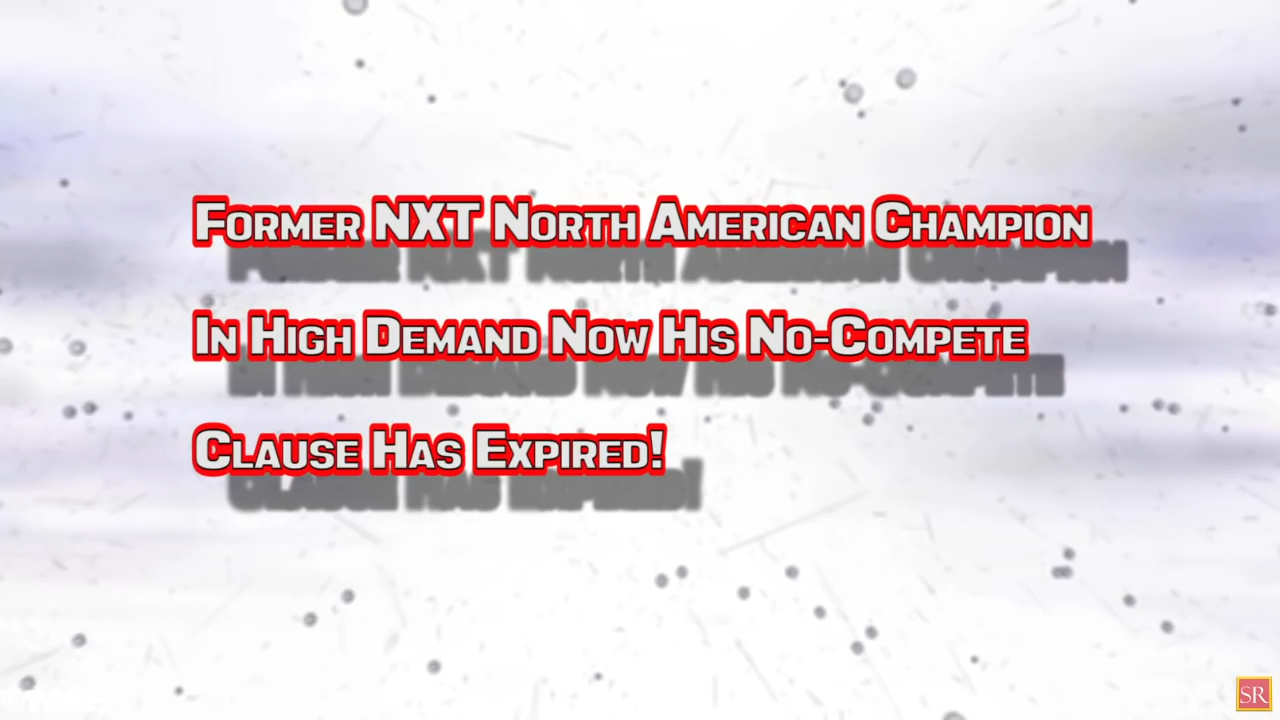 Former NXT North American Champion
In High Demand Now His No-Compete
Clause Has Expired!
SR